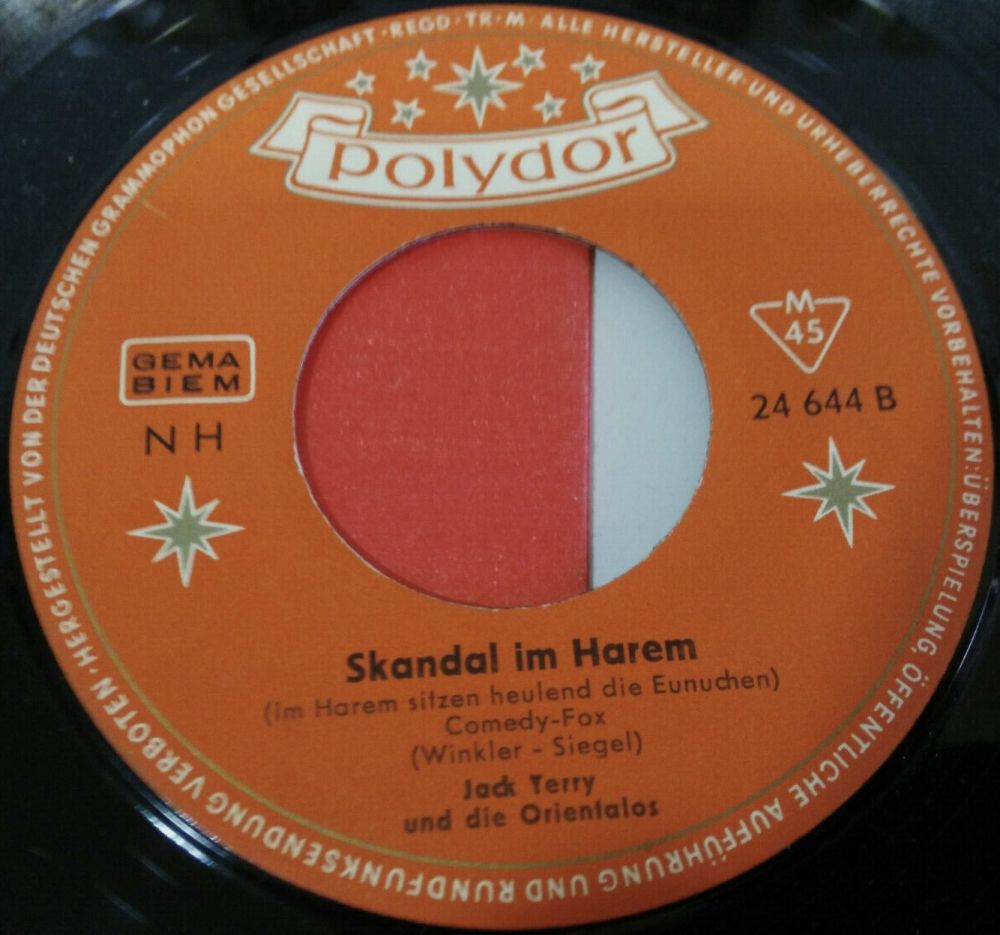 HERGESTELLT VON DER DEUTSCHEN GRAMMOPHON GESELLSCHAFT · REGD · TR · M · ALLE HERSTELLER- UND URHEBERRECHTE VORBEHALTEN: ÜBERSPIELUNG, ÖFFENTLICHE AUFFÜHRUNG UND RUNDFUNKSENDUNG VERBOTEN ·
polydor
GEMA
BIEM
N H
M
45
24 644 B
Skandal im Harem
(Im Harem sitzen heulend die Eunuchen)
Comedy-Fox
(Winkler - Siegel)
Jack Terry
und die Orientalos